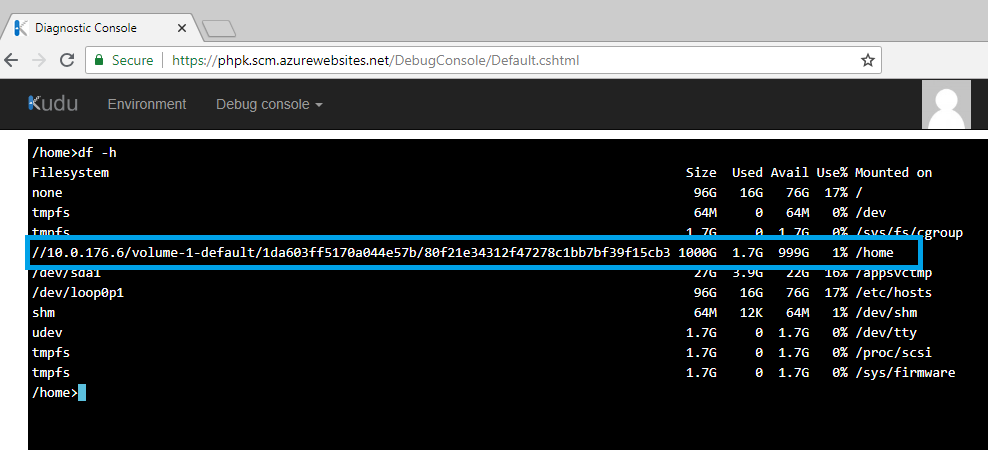 Diagnostic Console
Secure https://phpk.scm.azurewebsites.net/DebugConsole/Default.cshtml
Kudu Environment Debug console
/home>df -h
Filesystem Size Used Avail Use% Mounted on
none 96G 16G 76G 17% /
tmpfs 64M 0 64M 0% /dev
tmpfs 1.7G 0 1.7G 0% /sys/fs/cgroup
//10.0.176.6/volume-1-default/1da603ff5170a044e57b/80f21e34312f47278c1bb7bf39f15cb3 1000G 1.7G 999G 1% /home
/dev/sda1 27G 3.9G 22G 16% /appsvctmp
/dev/loop0p1 96G 16G 76G 17% /etc/hosts
shm 64M 12K 64M 1% /dev/shm
udev 1.7G 0 1.7G 0% /dev/tty
tmpfs 1.7G 0 1.7G 0% /proc/scsi
tmpfs 1.7G 0 1.7G 0% /sys/firmware
/home>